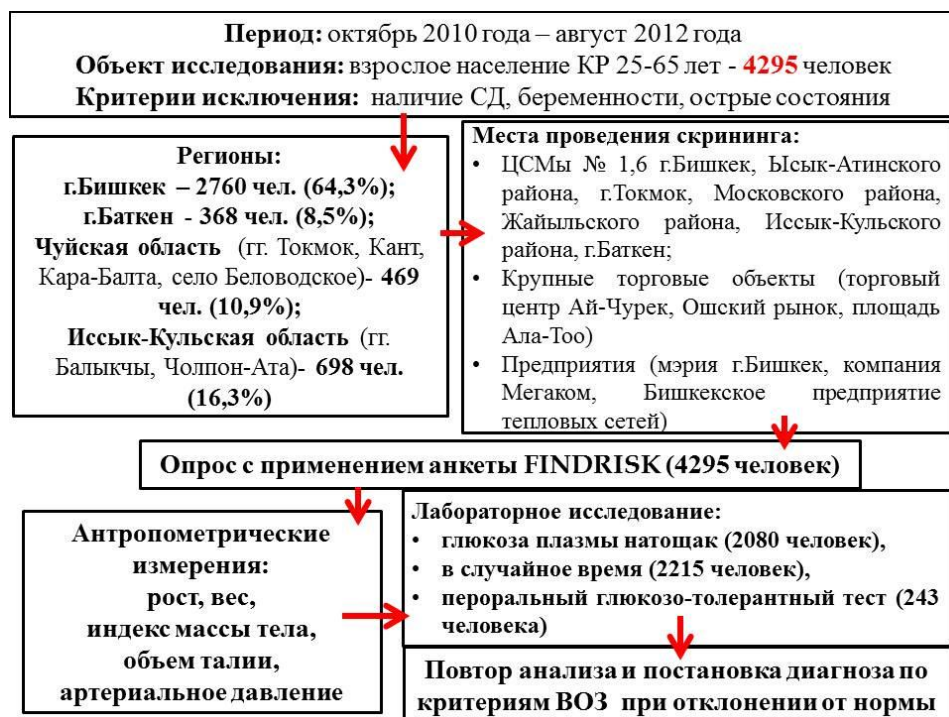 Период: октябрь 2010 года – август 2012 года
Объект исследования: взрослое население КР 25-65 лет - 4295 человек
Критерии исключения: наличие СД, беременности, острые состояния
Регионы:
г.Бишкек – 2760 чел. (64,3%);
г.Баткен - 368 чел. (8,5%);
Чуйская область (гг. Токмок, Кант,
Кара-Балта, село Беловодское)- 469
чел. (10,9%);
Иссык-Кульская область (гг.
Балыкчы, Чолпон-Ата)- 698 чел.
(16,3%)
Места проведения скрининга:
• ЦСМы № 1,6 г.Бишкек, Ысык-Атинского
района, г.Токмок, Московского района,
Жайыльского района, Иссык-Кульского
района, г.Баткен;
• Крупные торговые объекты (торговый
центр Ай-Чурек, Ошский рынок, площадь
Ала-Тоо)
• Предприятия (мэрия г.Бишкек, компания
Мегаком, Бишкекское предприятие
тепловых сетей)
Опрос с применением анкеты FINDRISK (4295 человек)
Антропометрические
измерения:
рост, вес,
индекс массы тела,
объем талии,
артериальное давление
Лабораторное исследование:
• глюкоза плазмы натощак (2080 человек),
• в случайное время (2215 человек),
• пероральный глюкозо-толерантный тест (243
человека)
Повтор анализа и постановка диагноза по
критериям ВОЗ при отклонении от нормы